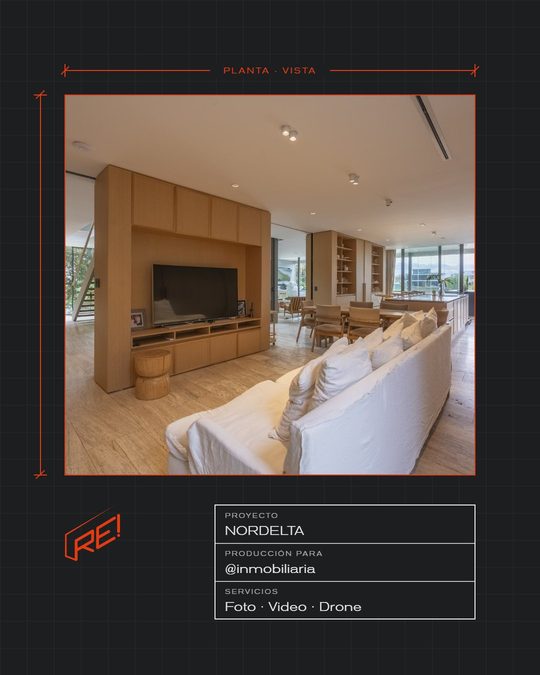 PLANTA · VISTA
RE!
PROYECTO
NORDELTA
PRODUCCIÓN PARA
@inmobiliaria
SERVICIOS
Foto · Video · Drone